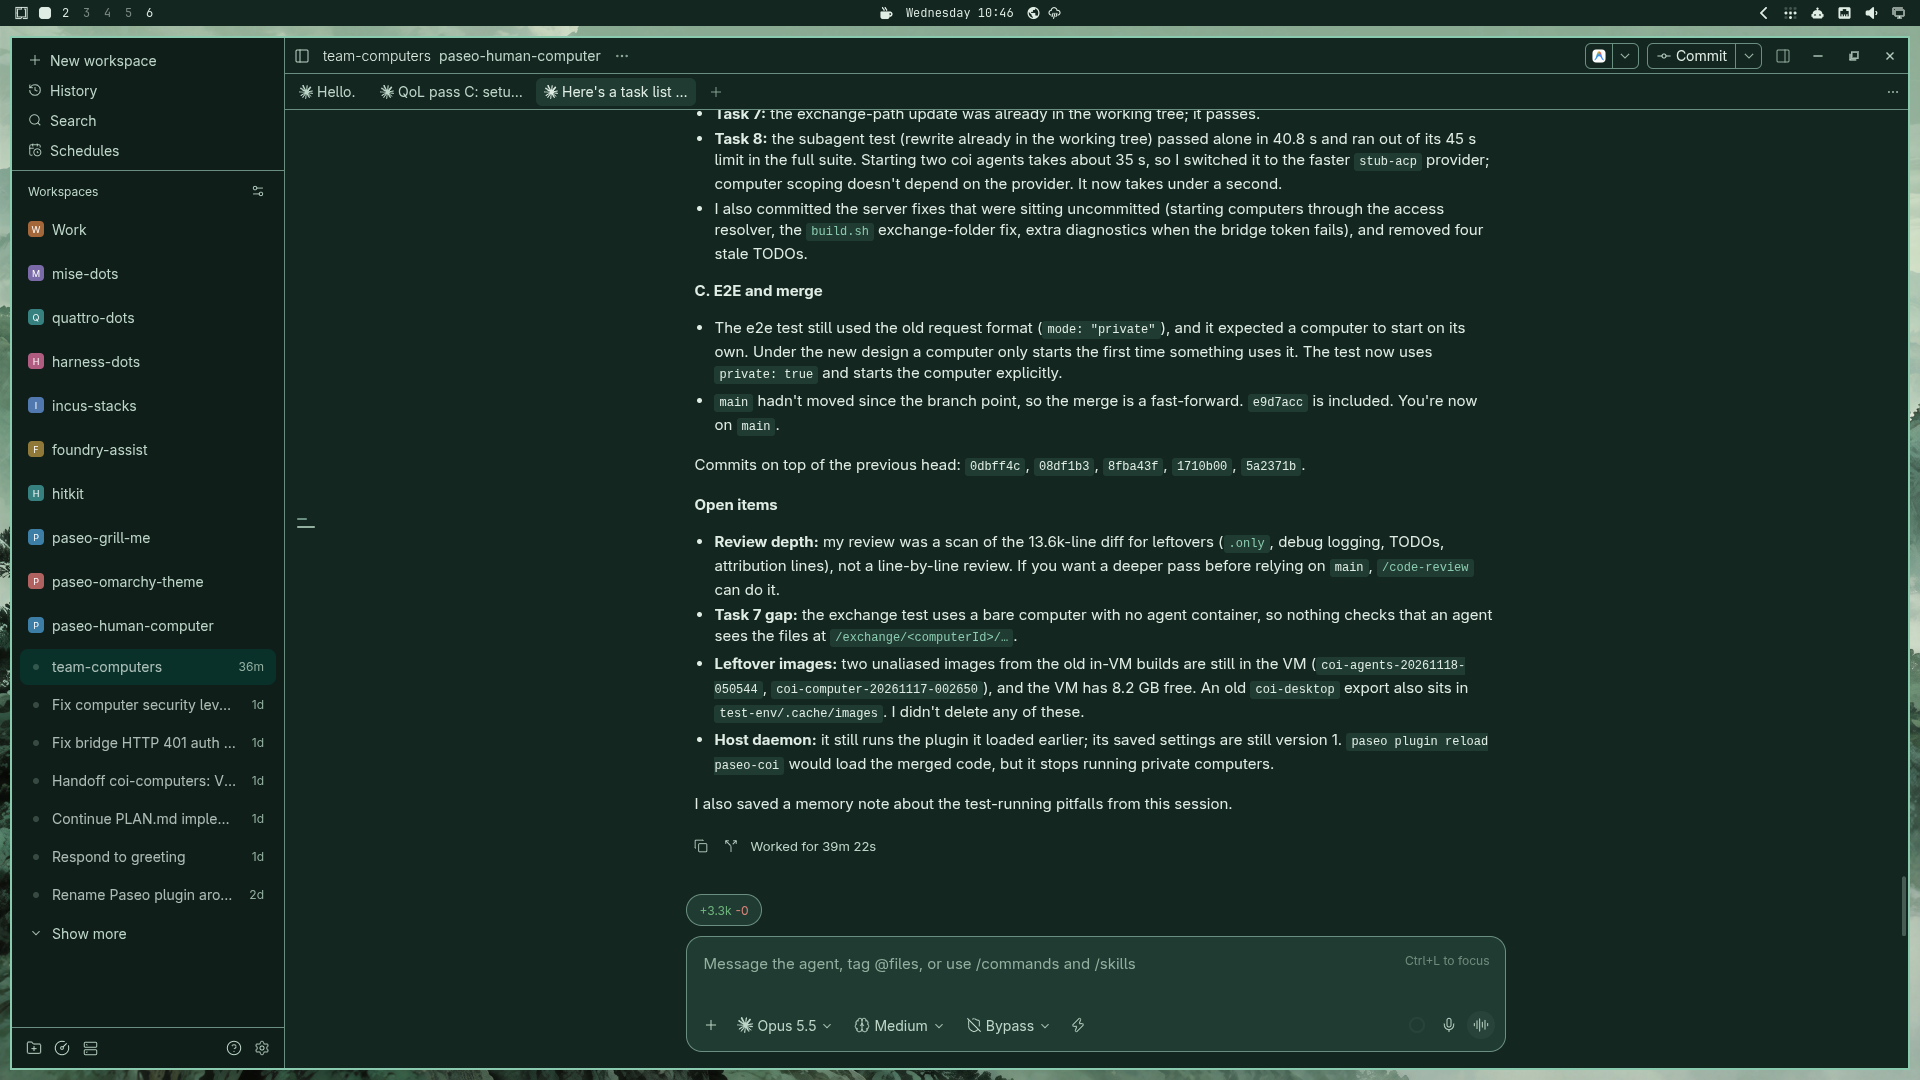 2 3 4 5 6
Wednesday 10:46
New workspace
History
Search
Schedules
Workspaces
W Work
M mise-dots
Q quattro-dots
H harness-dots
I incus-stacks
F foundry-assist
H hitkit
P paseo-grill-me
P paseo-omarchy-theme
P paseo-human-computer
team-computers 36m
Fix computer security lev... 1d
Fix bridge HTTP 401 auth ... 1d
Handoff coi-computers: V... 1d
Continue PLAN.md imple... 1d
Respond to greeting 1d
Rename Paseo plugin aro... 2d
Show more
team-computers paseo-human-computer ...
Commit
Hello.
QoL pass C: setu...
Here's a task list ...
• Task 7: the exchange-path update was already in the working tree; it passes.
• Task 8: the subagent test (rewrite already in the working tree) passed alone in 40.8 s and ran out of its 45 s
limit in the full suite. Starting two coi agents takes about 35 s, so I switched it to the faster stub-acp provider;
computer scoping doesn't depend on the provider. It now takes under a second.
• I also committed the server fixes that were sitting uncommitted (starting computers through the access
resolver, the build.sh exchange-folder fix, extra diagnostics when the bridge token fails), and removed four
stale TODOs.
C. E2E and merge
• The e2e test still used the old request format ( mode: "private" ), and it expected a computer to start on its
own. Under the new design a computer only starts the first time something uses it. The test now uses
private: true and starts the computer explicitly.
• main hadn't moved since the branch point, so the merge is a fast-forward. e9d7acc is included. You're now
on main .
Commits on top of the previous head: 0dbff4c , 08df1b3 , 8fba43f , 1710b00 , 5a2371b .
Open items
• Review depth: my review was a scan of the 13.6k-line diff for leftovers ( .only , debug logging, TODOs,
attribution lines), not a line-by-line review. If you want a deeper pass before relying on main , /code-review
can do it.
• Task 7 gap: the exchange test uses a bare computer with no agent container, so nothing checks that an agent
sees the files at /exchange/<computerId>/… .
• Leftover images: two unaliased images from the old in-VM builds are still in the VM ( coi-agents-20261118-
050544 , coi-computer-20261117-002650 ), and the VM has 8.2 GB free. An old coi-desktop export also sits in
test-env/.cache/images . I didn't delete any of these.
• Host daemon: it still runs the plugin it loaded earlier; its saved settings are still version 1. paseo plugin reload
paseo-coi would load the merged code, but it stops running private computers.
I also saved a memory note about the test-running pitfalls from this session.
Worked for 39m 22s
+3.3k -0
Message the agent, tag @files, or use /commands and /skills
Ctrl+L to focus
Opus 5.5
Medium
Bypass